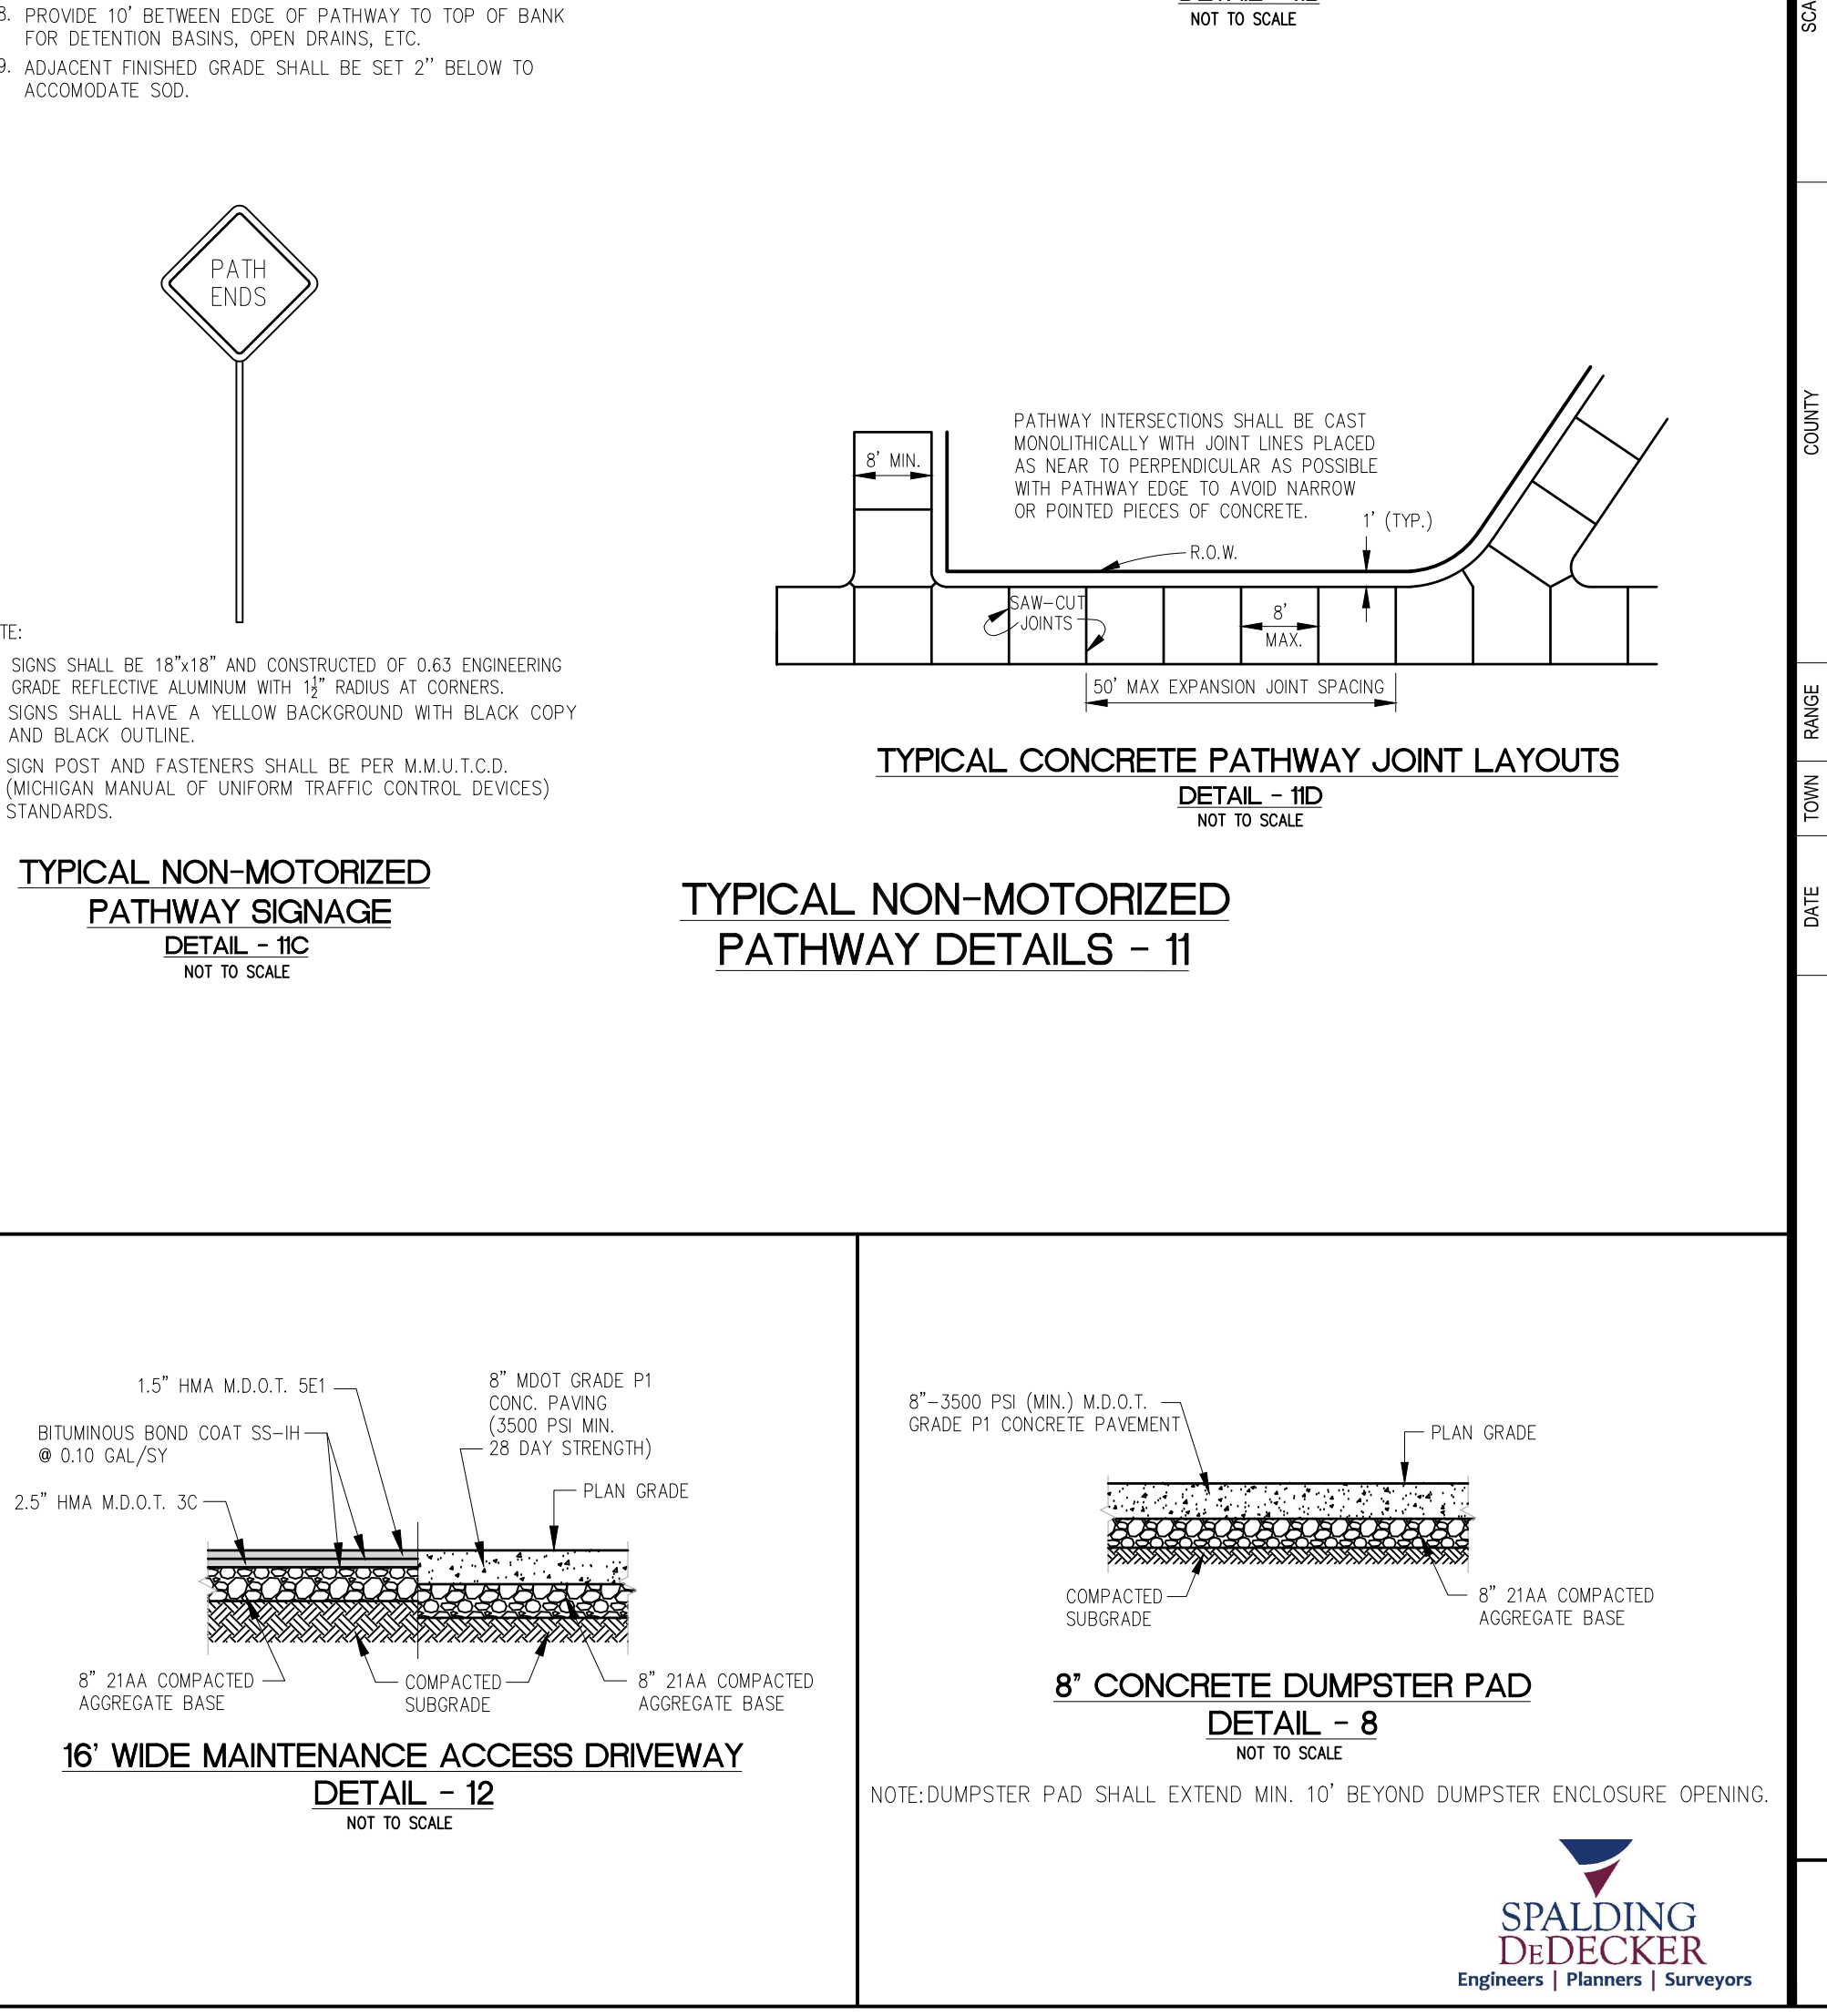 8. PROVIDE 10' BETWEEN EDGE OF PATHWAY TO TOP OF BANK
FOR DETENTION BASINS, OPEN DRAINS, ETC.
9. ADJACENT FINISHED GRADE SHALL BE SET 2'' BELOW TO
ACCOMODATE SOD.
NOT TO SCALE
PATH
ENDS
TE:
SIGNS SHALL BE 18"x18" AND CONSTRUCTED OF 0.63 ENGINEERING
GRADE REFLECTIVE ALUMINUM WITH 1½" RADIUS AT CORNERS.
SIGNS SHALL HAVE A YELLOW BACKGROUND WITH BLACK COPY
AND BLACK OUTLINE.
SIGN POST AND FASTENERS SHALL BE PER M.M.U.T.C.D.
(MICHIGAN MANUAL OF UNIFORM TRAFFIC CONTROL DEVICES)
STANDARDS.
TYPICAL NON-MOTORIZED
PATHWAY SIGNAGE
DETAIL - 11C
NOT TO SCALE
8' MIN.
PATHWAY INTERSECTIONS SHALL BE CAST
MONOLITHICALLY WITH JOINT LINES PLACED
AS NEAR TO PERPENDICULAR AS POSSIBLE
WITH PATHWAY EDGE TO AVOID NARROW
OR POINTED PIECES OF CONCRETE.
1' (TYP.)
R.O.W.
SAW-CUT
JOINTS
8'
MAX.
50' MAX EXPANSION JOINT SPACING
TYPICAL CONCRETE PATHWAY JOINT LAYOUTS
DETAIL - 11D
NOT TO SCALE
TYPICAL NON-MOTORIZED
PATHWAY DETAILS - 11
1.5" HMA M.D.O.T. 5E1
BITUMINOUS BOND COAT SS-IH
@ 0.10 GAL/SY
2.5" HMA M.D.O.T. 3C
8" MDOT GRADE P1
CONC. PAVING
(3500 PSI MIN.
28 DAY STRENGTH)
PLAN GRADE
8" 21AA COMPACTED
AGGREGATE BASE
COMPACTED
SUBGRADE
8" 21AA COMPACTED
AGGREGATE BASE
16' WIDE MAINTENANCE ACCESS DRIVEWAY
DETAIL - 12
NOT TO SCALE
8"-3500 PSI (MIN.) M.D.O.T.
GRADE P1 CONCRETE PAVEMENT
PLAN GRADE
COMPACTED
SUBGRADE
8" 21AA COMPACTED
AGGREGATE BASE
8" CONCRETE DUMPSTER PAD
DETAIL - 8
NOT TO SCALE
NOTE: DUMPSTER PAD SHALL EXTEND MIN. 10' BEYOND DUMPSTER ENCLOSURE OPENING.
SPALDING
DEDECKER
Engineers | Planners | Surveyors
SCA
COUNTY
RANGE
TOWN
DATE